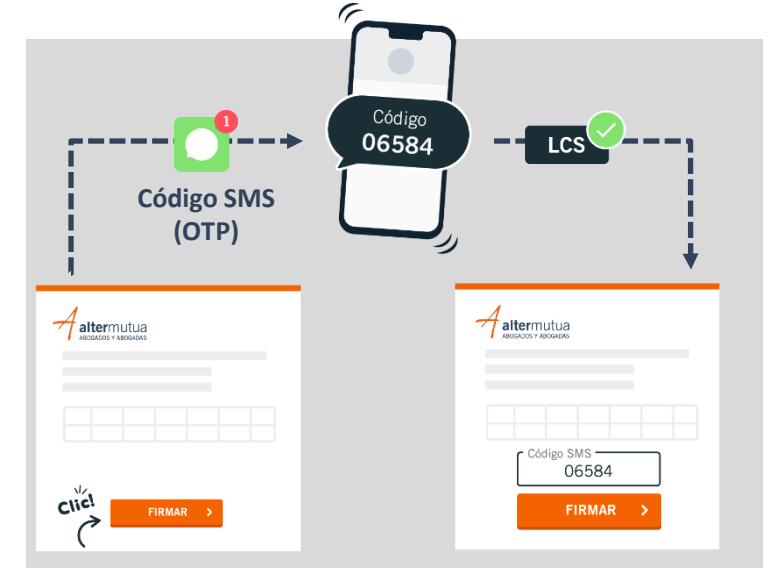 1
Código SMS
(OTP)
Código
06584
LCS
altermutua
ABOGADOS Y ABOGADAS
Clic!
FIRMAR >
altermutua
ABOGADOS Y ABOGADAS
Código SMS
06584
FIRMAR >